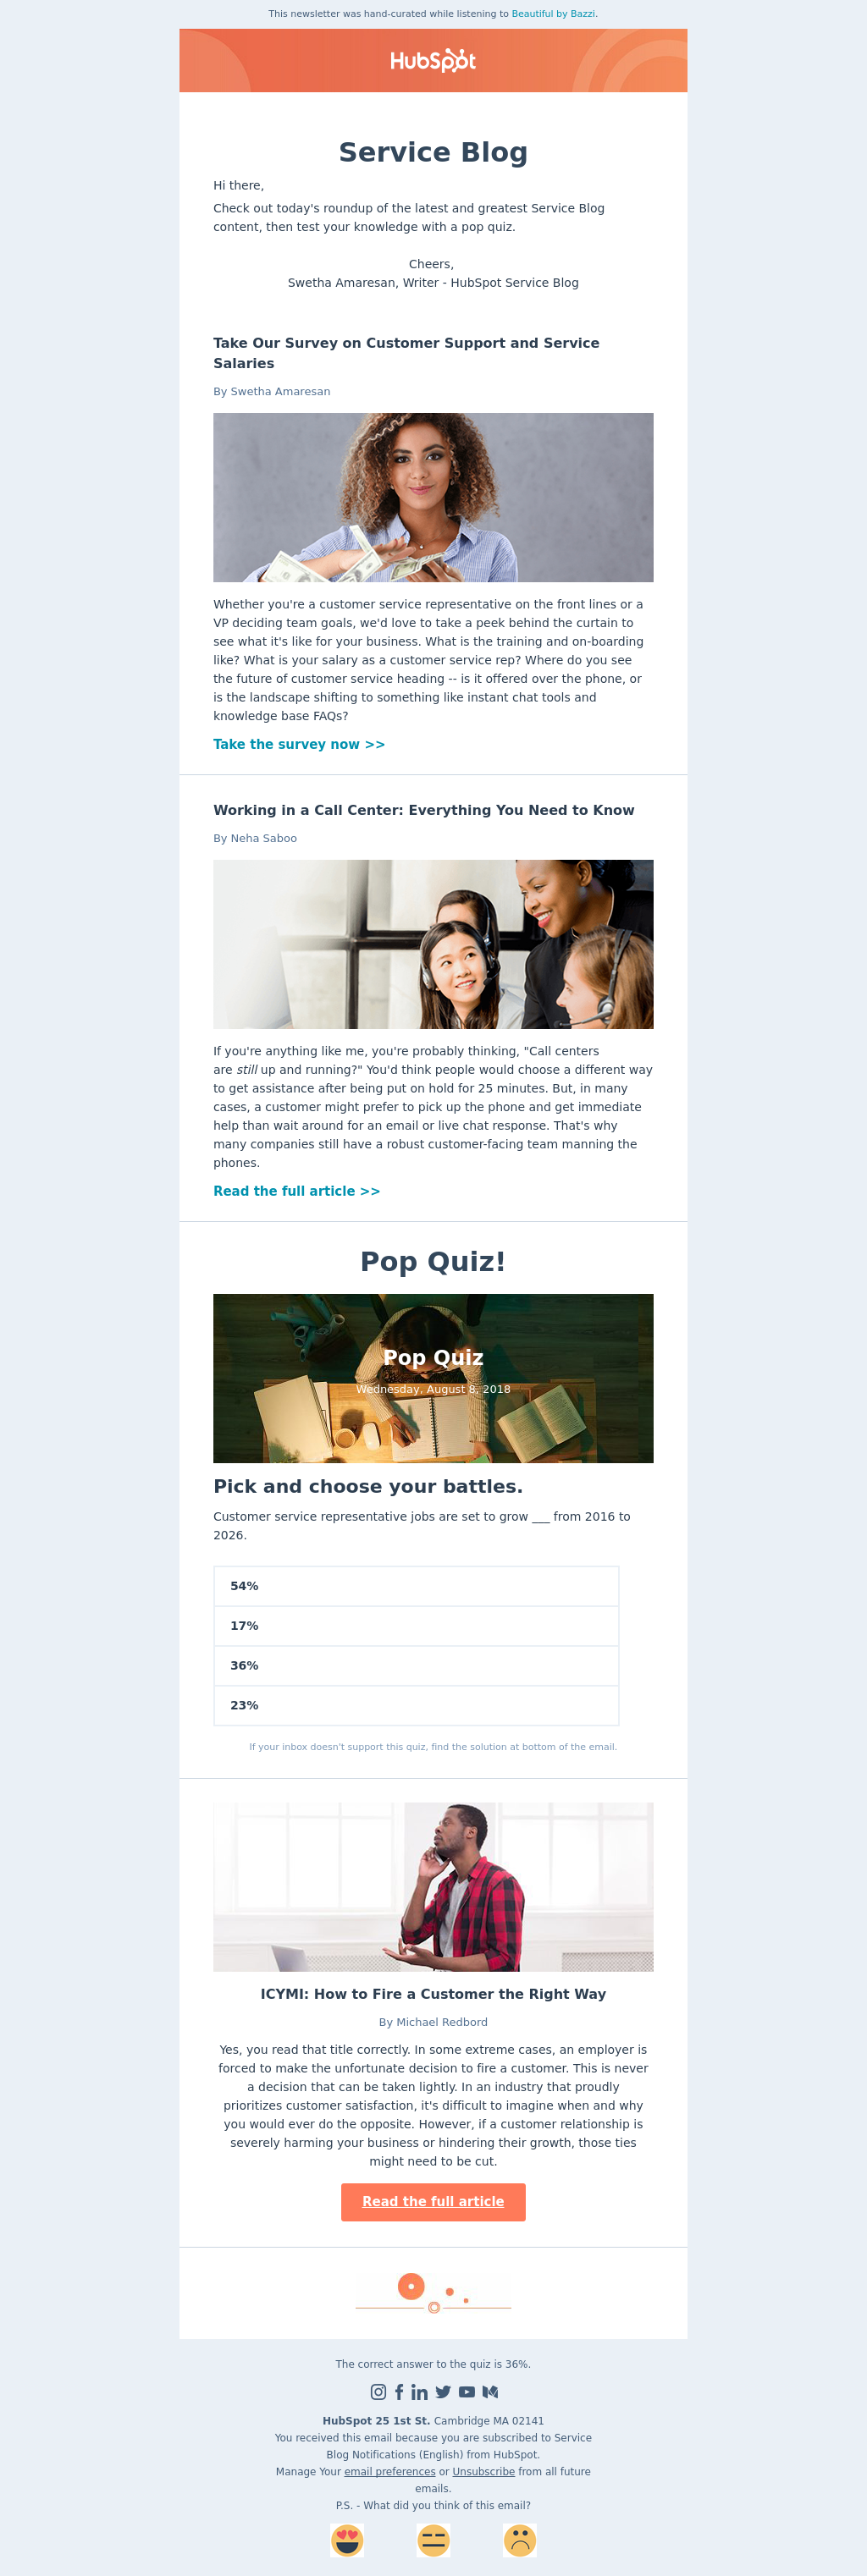 This newsletter was hand-curated while listening to Beautiful by Bazzi.
HubSpot
Service Blog
Hi there,
Check out today's roundup of the latest and greatest Service Blog
content, then test your knowledge with a pop quiz.
Cheers,
Swetha Amaresan, Writer - HubSpot Service Blog
Take Our Survey on Customer Support and Service
Salaries
By Swetha Amaresan
Whether you're a customer service representative on the front lines or a
VP deciding team goals, we'd love to take a peek behind the curtain to
see what it's like for your business. What is the training and on-boarding
like? What is your salary as a customer service rep? Where do you see
the future of customer service heading -- is it offered over the phone, or
is the landscape shifting to something like instant chat tools and
knowledge base FAQs?
Take the survey now >>
Working in a Call Center: Everything You Need to Know
By Neha Saboo
If you're anything like me, you're probably thinking, "Call centers
are still up and running?" You'd think people would choose a different way
to get assistance after being put on hold for 25 minutes. But, in many
cases, a customer might prefer to pick up the phone and get immediate
help than wait around for an email or live chat response. That's why
many companies still have a robust customer-facing team manning the
phones.
Read the full article >>
Pop Quiz!
Pop Quiz
Wednesday, August 8, 2018
Pick and choose your battles.
Customer service representative jobs are set to grow ___ from 2016 to
2026.
54%
17%
36%
23%
If your inbox doesn't support this quiz, find the solution at bottom of the email.
ICYMI: How to Fire a Customer the Right Way
By Michael Redbord
Yes, you read that title correctly. In some extreme cases, an employer is
forced to make the unfortunate decision to fire a customer. This is never
a decision that can be taken lightly. In an industry that proudly
prioritizes customer satisfaction, it's difficult to imagine when and why
you would ever do the opposite. However, if a customer relationship is
severely harming your business or hindering their growth, those ties
might need to be cut.
Read the full article
The correct answer to the quiz is 36%.
HubSpot 25 1st St. Cambridge MA 02141
You received this email because you are subscribed to Service
Blog Notifications (English) from HubSpot.
Manage Your email preferences or Unsubscribe from all future
emails.
P.S. - What did you think of this email?